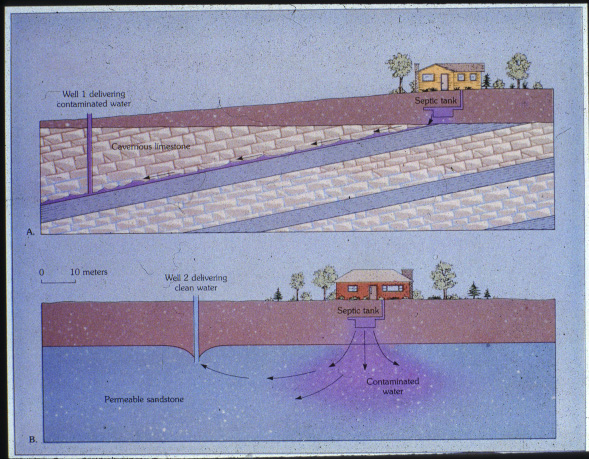 Well 1 delivering
contaminated water
Septic tank
Cavernous limestone
A.
0 10 meters
Well 2 delivering
clean water
Septic tank
Contaminated
water
Permeable sandstone
B.